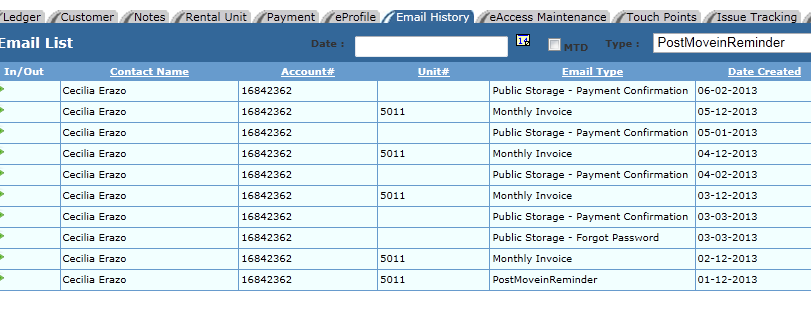 Ledger Customer Notes Rental Unit Payment eProfile Email History eAccess Maintenance Touch Points Issue Tracking
Email List Date : MTD Type : PostMoveinReminder
In/Out Contact Name Account# Unit# Email Type Date Created
Cecilia Erazo 16842362 Public Storage - Payment Confirmation 06-02-2013
Cecilia Erazo 16842362 5011 Monthly Invoice 05-12-2013
Cecilia Erazo 16842362 Public Storage - Payment Confirmation 05-01-2013
Cecilia Erazo 16842362 5011 Monthly Invoice 04-12-2013
Cecilia Erazo 16842362 Public Storage - Payment Confirmation 04-02-2013
Cecilia Erazo 16842362 5011 Monthly Invoice 03-12-2013
Cecilia Erazo 16842362 Public Storage - Payment Confirmation 03-03-2013
Cecilia Erazo 16842362 Public Storage - Forgot Password 03-03-2013
Cecilia Erazo 16842362 5011 Monthly Invoice 02-12-2013
Cecilia Erazo 16842362 5011 PostMoveinReminder 01-12-2013